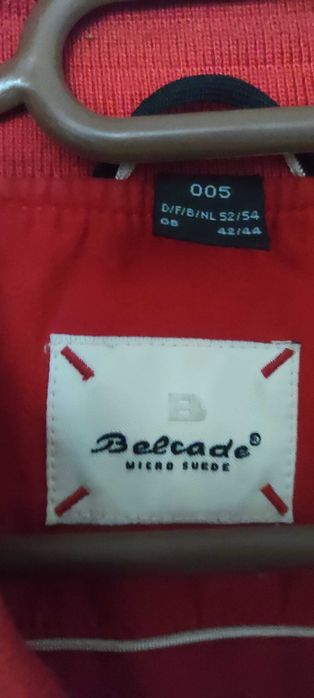 005
D/F/B/NL 52/54
GB 42/44
B
Belcade®
MICRO SUEDE